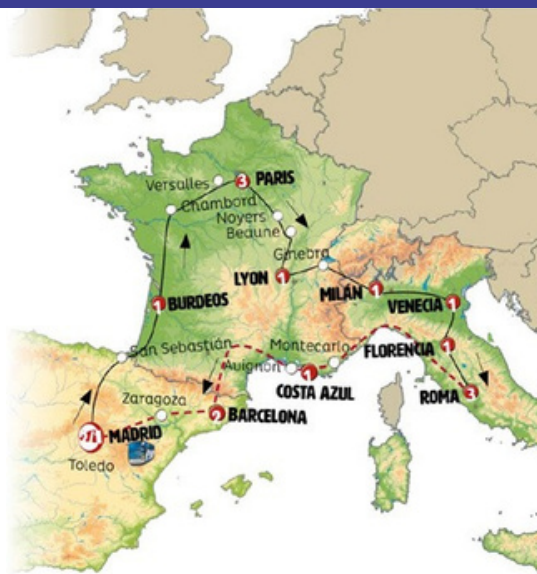 Versalles
3
PARIS
Chambord
Noyers
Beaune
Ginebra
LYON
1
MILÁN
1
VENECIA
1
1
BURDEOS
San Sebastián
Montecarlo
FLORENCIA
1
Avignon
1
COSTA AZUL
ROMA
3
Zaragoza
2
BARCELONA
MADRID
Toledo